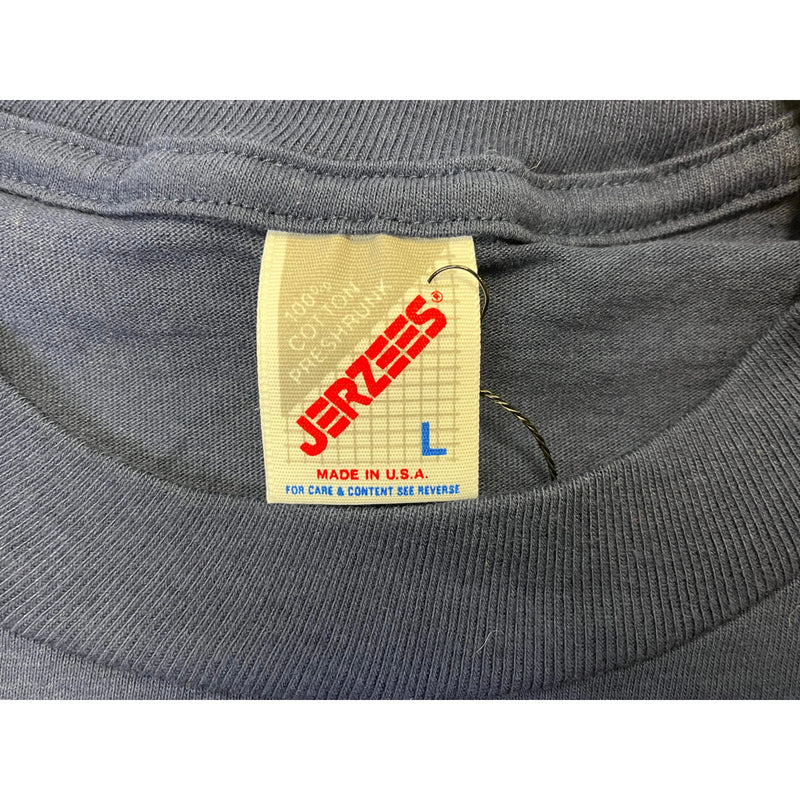 100%
COTTON
PRESHRUNK
JERZEES®
L
MADE IN U.S.A.
FOR CARE & CONTENT SEE REVERSE